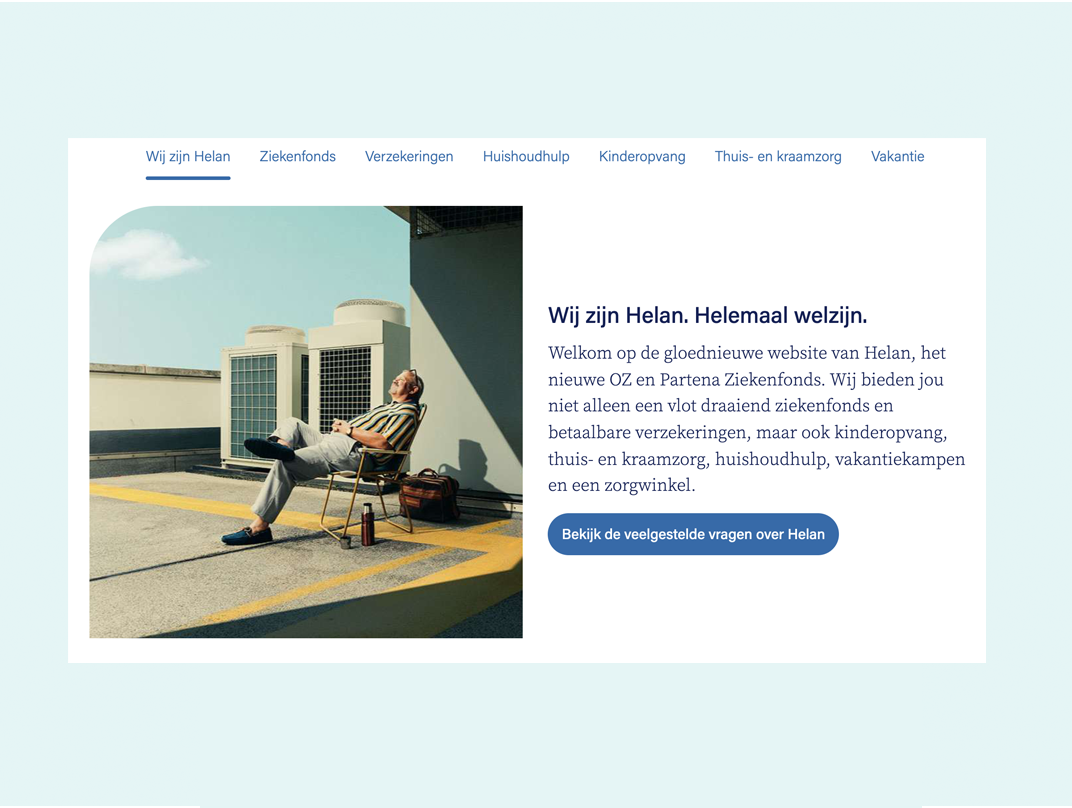 Wij zijn Helan Ziekenfonds Verzekeringen Huishoudhulp Kinderopvang Thuis- en kraamzorg Vakantie
Wij zijn Helan. Helemaal welzijn.
Welkom op de gloednieuwe website van Helan, het
nieuwe OZ en Partena Ziekenfonds. Wij bieden jou
niet alleen een vlot draaiend ziekenfonds en
betaalbare verzekeringen, maar ook kinderopvang,
thuis- en kraamzorg, huishoudhulp, vakantiekampen
en een zorgwinkel.
Bekijk de veelgestelde vragen over Helan